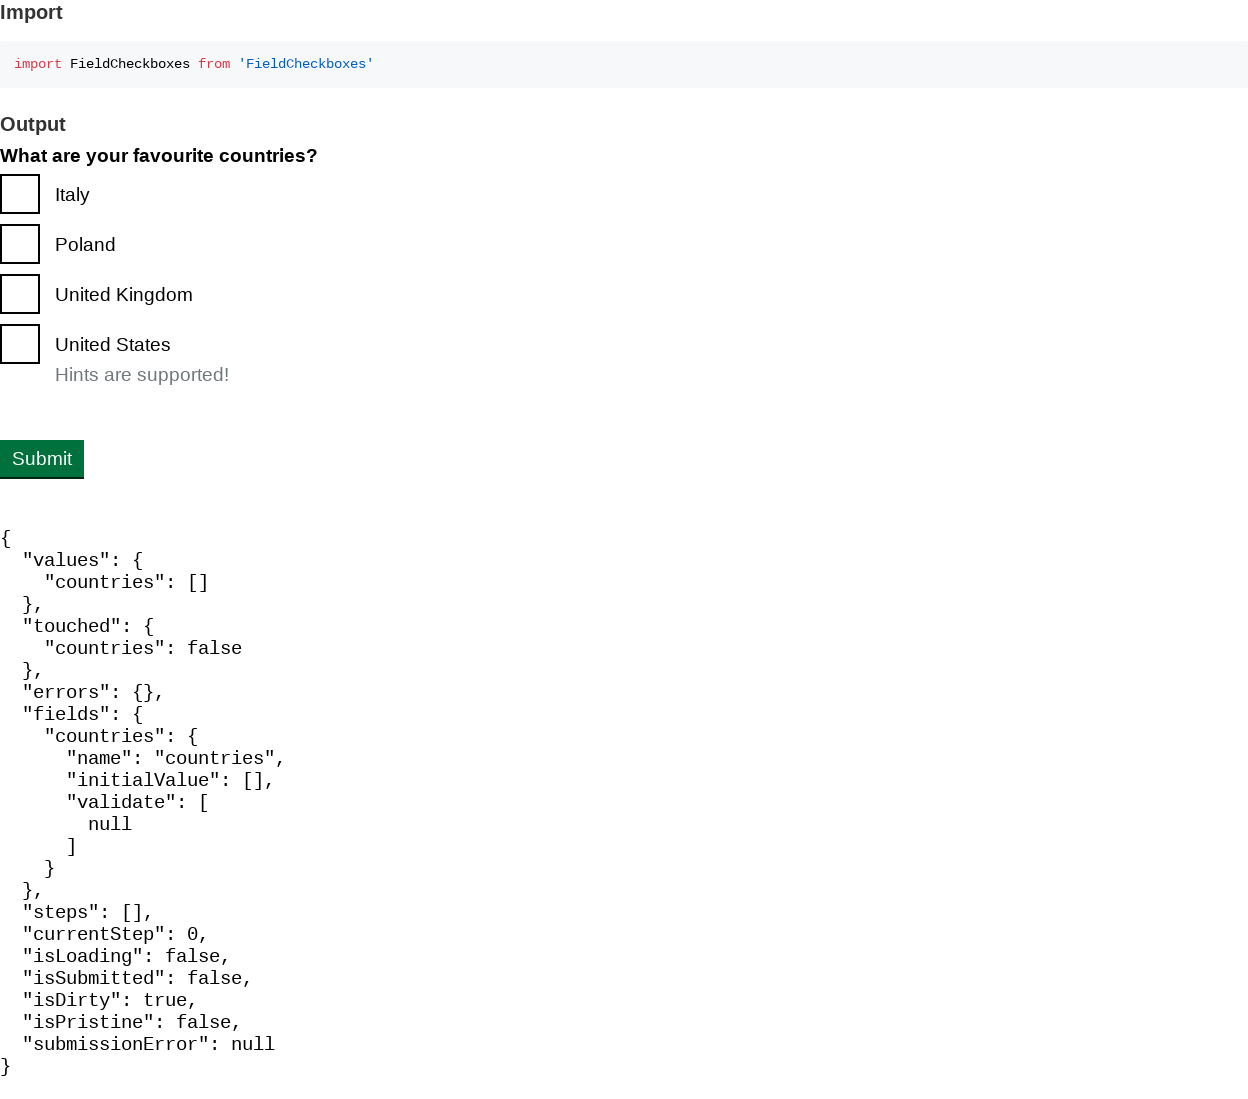 Import
import FieldCheckboxes from 'FieldCheckboxes'
Output
What are your favourite countries?
Italy
Poland
United Kingdom
United States
Hints are supported!
Submit
{
  "values": {
    "countries": []
  },
  "touched": {
    "countries": false
  },
  "errors": {},
  "fields": {
    "countries": {
      "name": "countries",
      "initialValue": [],
      "validate": [
        null
      ]
    }
  },
  "steps": [],
  "currentStep": 0,
  "isLoading": false,
  "isSubmitted": false,
  "isDirty": true,
  "isPristine": false,
  "submissionError": null
}